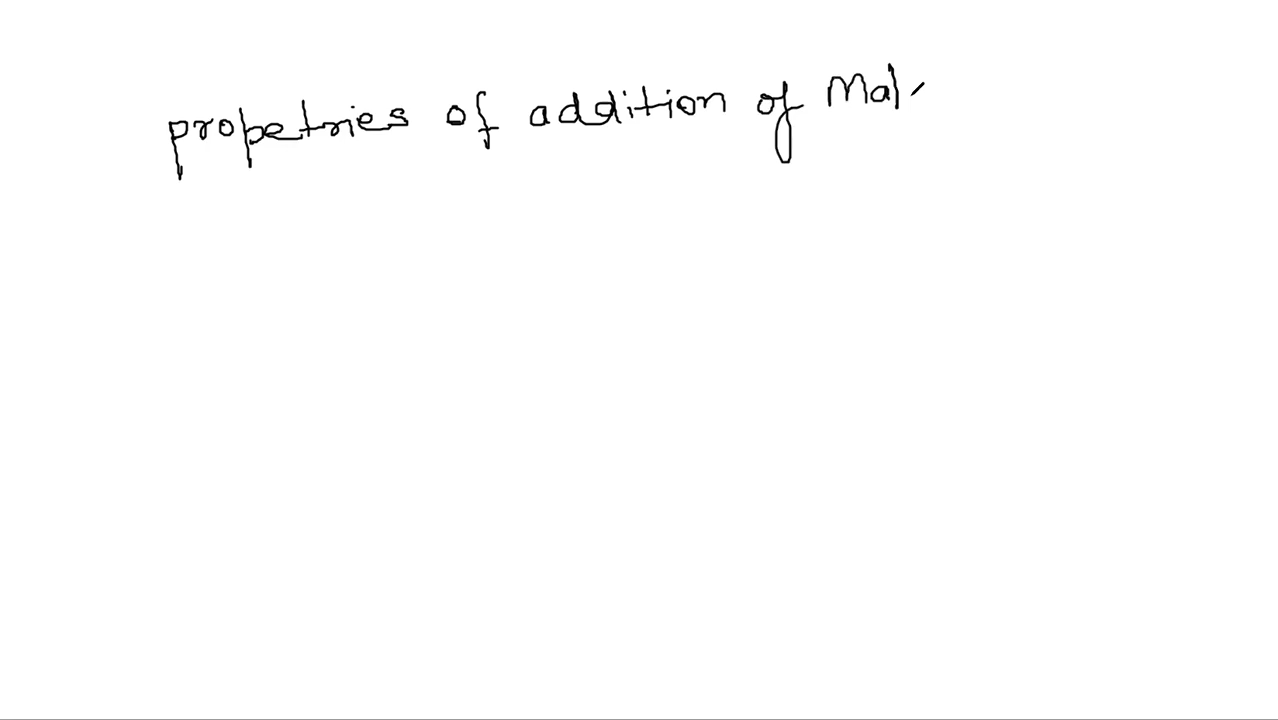 propetries of addition of Mat